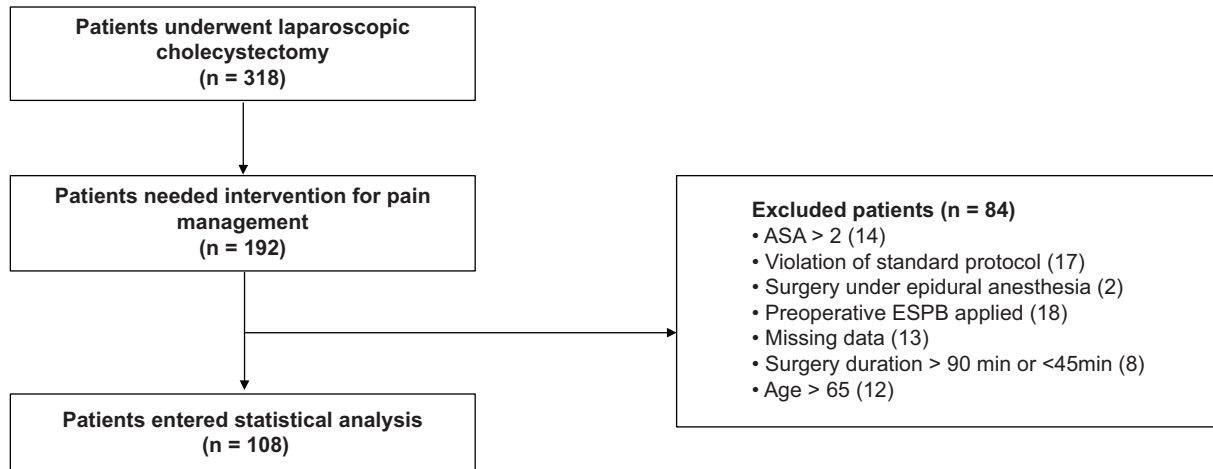 Patients underwent laparoscopic
cholecystectomy
(n = 318)
Patients needed intervention for pain
management
(n = 192)
Excluded patients (n = 84)
• ASA > 2 (14)
• Violation of standard protocol (17)
• Surgery under epidural anesthesia (2)
• Preoperative ESPB applied (18)
• Missing data (13)
• Surgery duration > 90 min or <45min (8)
• Age > 65 (12)
Patients entered statistical analysis
(n = 108)